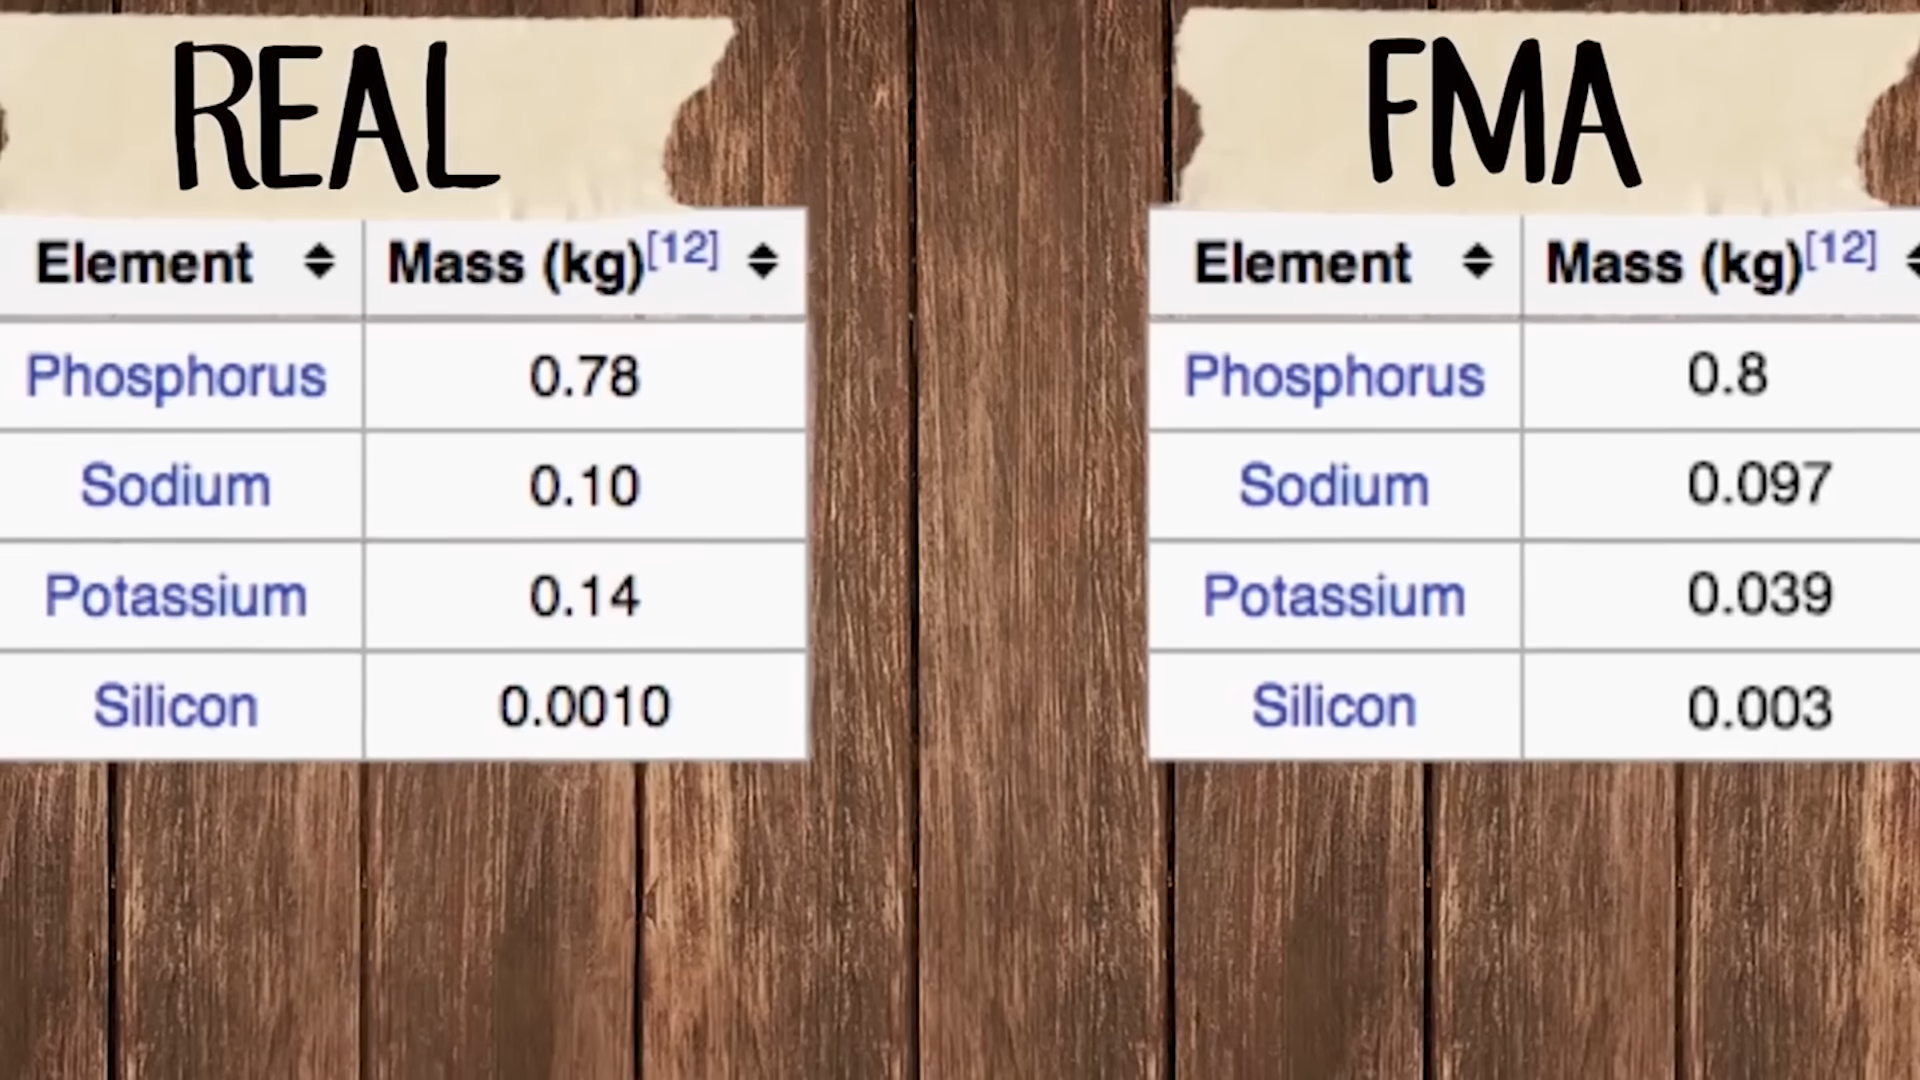 REAL
Element Mass (kg)[12]
Phosphorus 0.78
Sodium 0.10
Potassium 0.14
Silicon 0.0010
FMA
Element Mass (kg)[12]
Phosphorus 0.8
Sodium 0.097
Potassium 0.039
Silicon 0.003